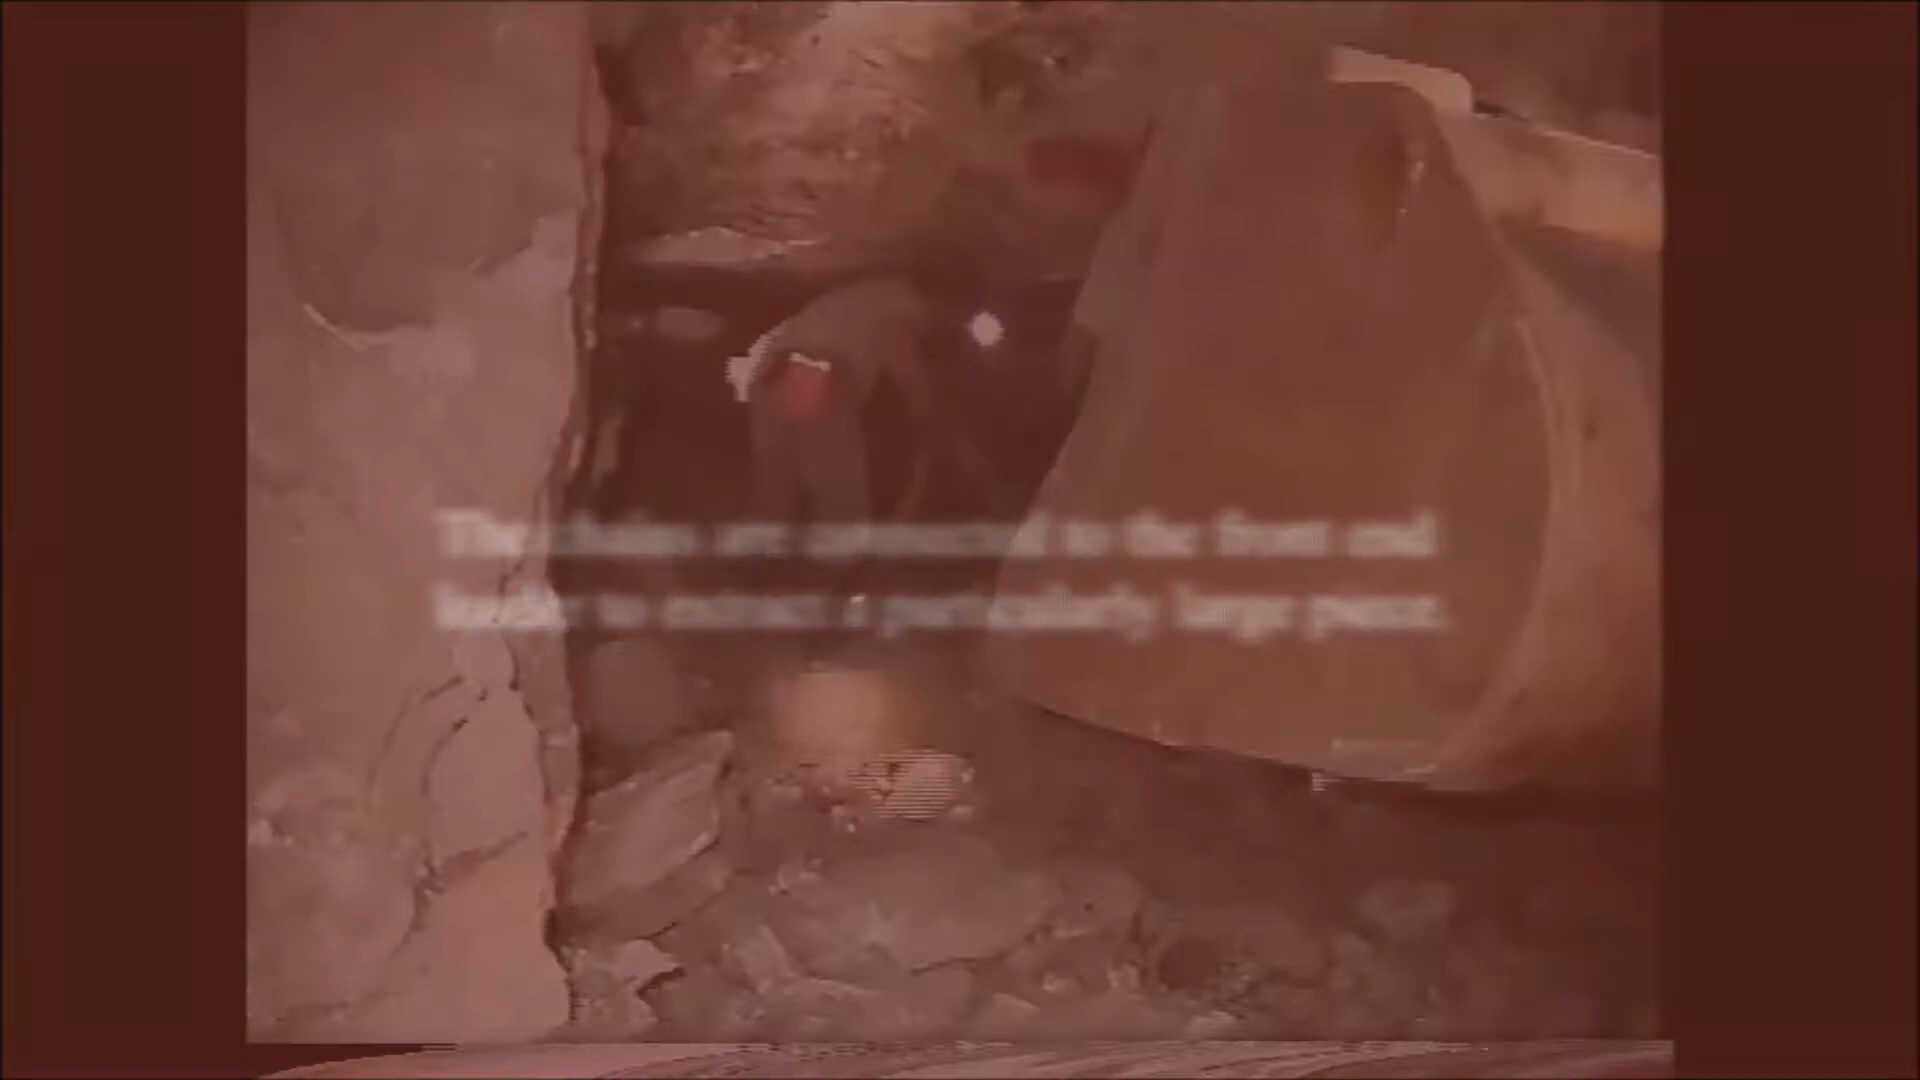 The chains are connected to the front end
loader to extract a particularly large piece.